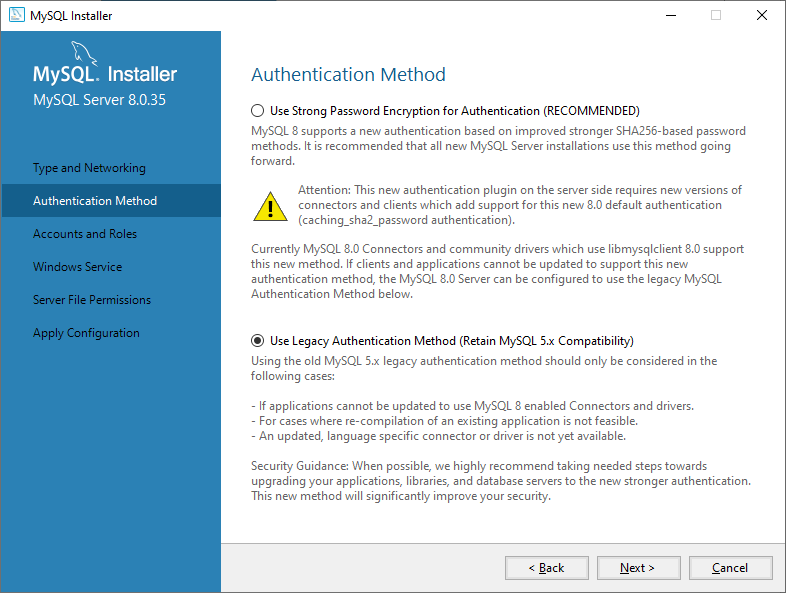 MySQL Installer
MySQL. Installer
MySQL Server 8.0.35
Type and Networking
Authentication Method
Accounts and Roles
Windows Service
Server File Permissions
Apply Configuration
Authentication Method
Use Strong Password Encryption for Authentication (RECOMMENDED)
MySQL 8 supports a new authentication based on improved stronger SHA256-based password
methods. It is recommended that all new MySQL Server installations use this method going
forward.
Attention: This new authentication plugin on the server side requires new versions of
connectors and clients which add support for this new 8.0 default authentication
(caching_sha2_password authentication).
Currently MySQL 8.0 Connectors and community drivers which use libmysqlclient 8.0 support
this new method. If clients and applications cannot be updated to support this new
authentication method, the MySQL 8.0 Server can be configured to use the legacy MySQL
Authentication Method below.
Use Legacy Authentication Method (Retain MySQL 5.x Compatibility)
Using the old MySQL 5.x legacy authentication method should only be considered in the
following cases:
- If applications cannot be updated to use MySQL 8 enabled Connectors and drivers.
- For cases where re-compilation of an existing application is not feasible.
- An updated, language specific connector or driver is not yet available.
Security Guidance: When possible, we highly recommend taking needed steps towards
upgrading your applications, libraries, and database servers to the new stronger authentication.
This new method will significantly improve your security.
< Back
Next >
Cancel